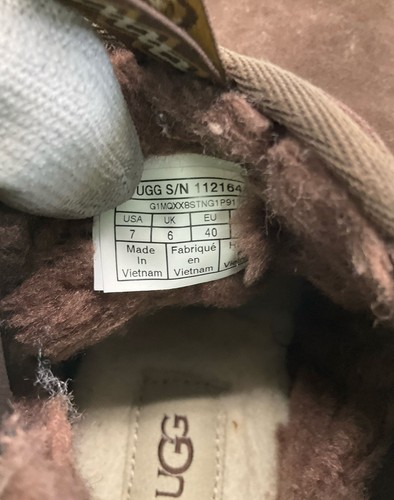 UGG S/N 112164
G1MQXXBSTNG1P91
USA UK EU
7 6 40
Made In Vietnam
Fabriqué en Vietnam
UGG